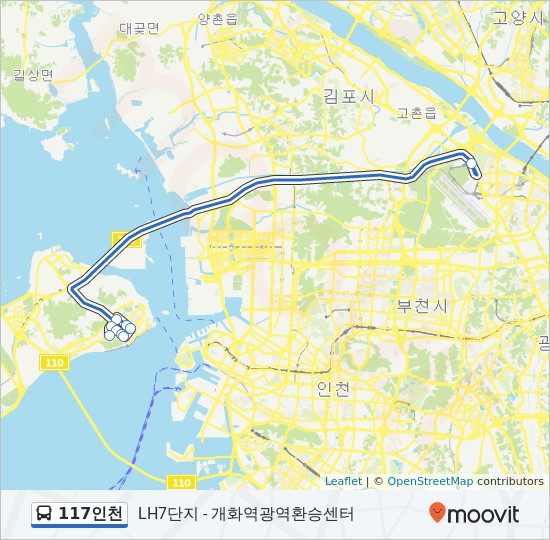 고양시
양촌읍
대곶면
길상면
김포시
고촌읍
부천시
110
인천
110
Leaflet | © OpenStreetMap contributors
117인천 LH7단지 - 개화역광역환승센터 moovit